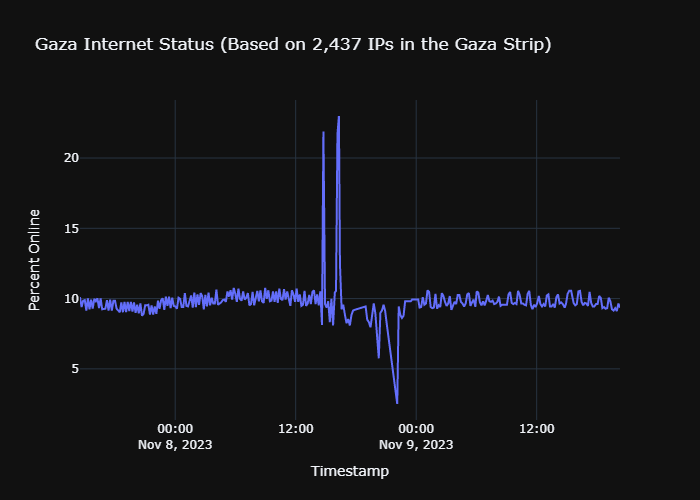 Gaza Internet Status (Based on 2,437 IPs in the Gaza Strip)
Percent Online
20
15
10
5
00:00 12:00 00:00 12:00
Nov 8, 2023 Nov 9, 2023
Timestamp